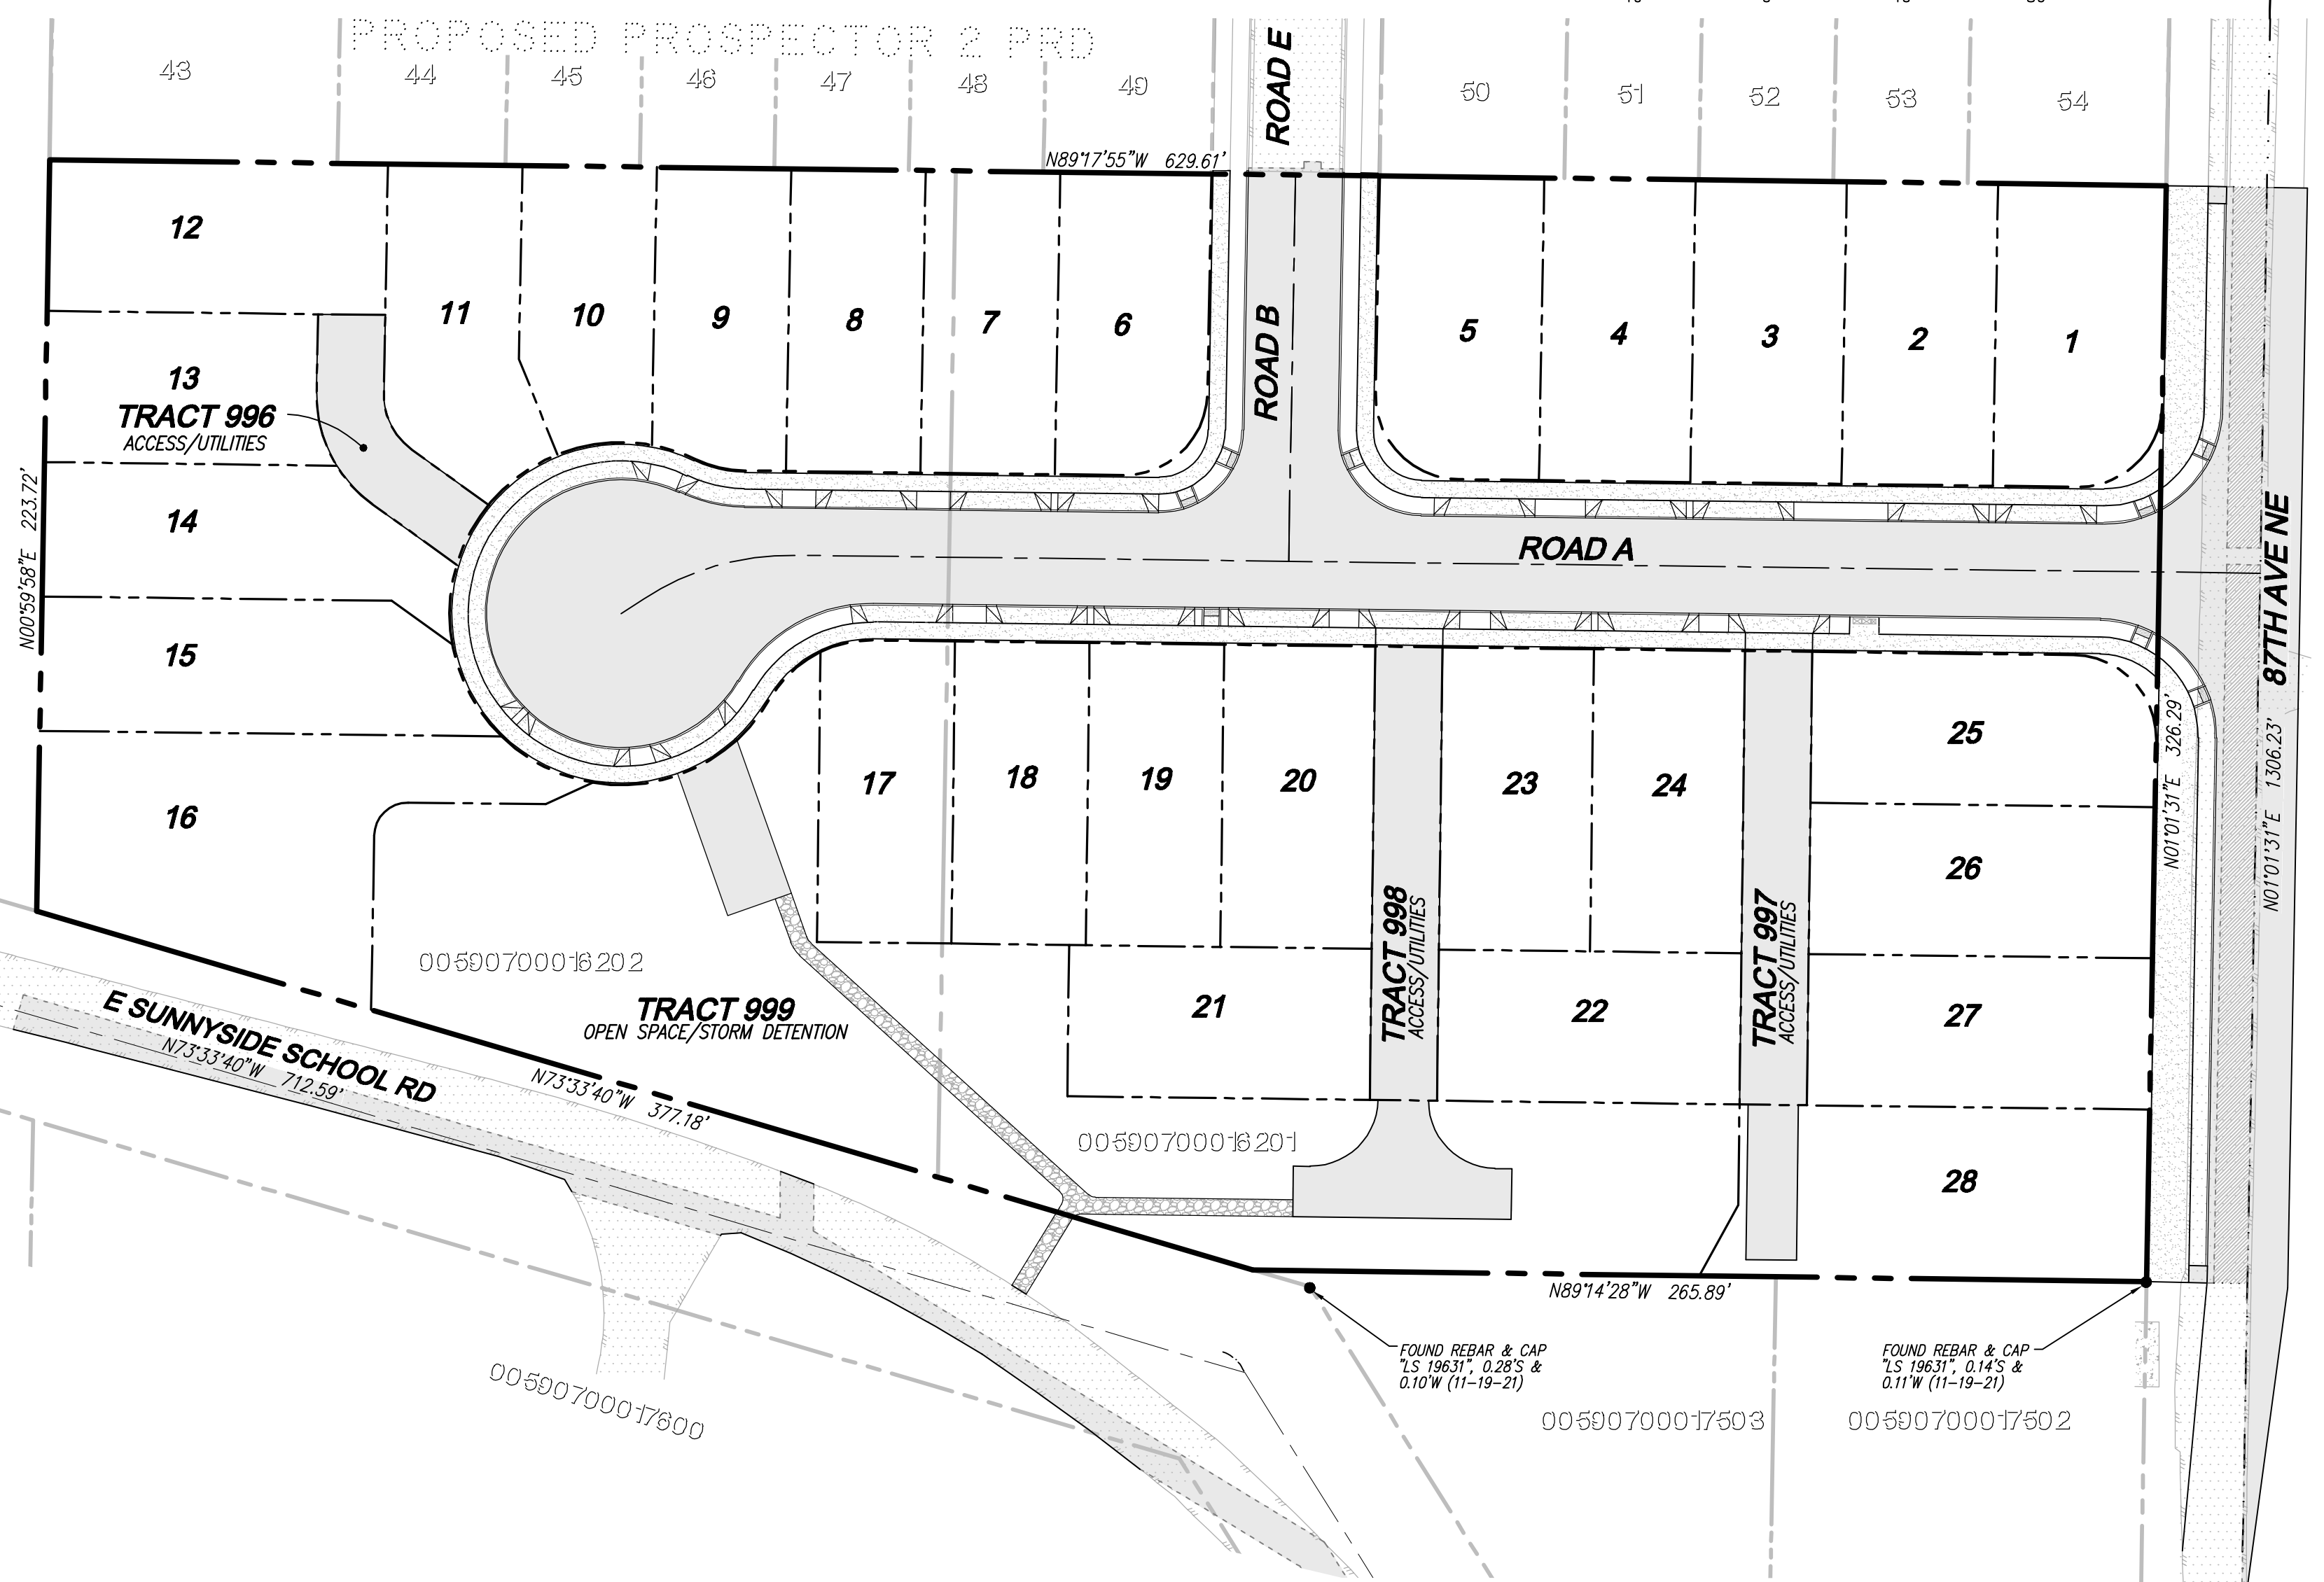 PROPOSED PROSPECTOR 2 PRD
43
44
45
46
47
48
49
ROAD E
50
51
52
53
54
N89°17'55"W 629.61'
12
11
10
9
8
7
6
ROAD B
5
4
3
2
1
13
TRACT 996
ACCESS/UTILITIES
N00°59'58"E 223.72'
14
15
16
ROAD A
87TH AVE NE
N01°01'31"E 326.29'
N01°01'31"E 1306.23'
17
18
19
20
23
24
25
26
27
28
21
22
TRACT 998
ACCESS/UTILITIES
TRACT 997
ACCESS/UTILITIES
00590700016202
TRACT 999
OPEN SPACE/STORM DETENTION
E SUNNYSIDE SCHOOL RD
N73°33'40"W 712.59'
N73°33'40"W 377.18'
00590700016201
N89°14'28"W 265.89'
FOUND REBAR & CAP
"LS 19631", 0.28'S &
0.10'W (11-19-21)
FOUND REBAR & CAP
"LS 19631", 0.14'S &
0.11'W (11-19-21)
00590700017600
00590700017503
00590700017502